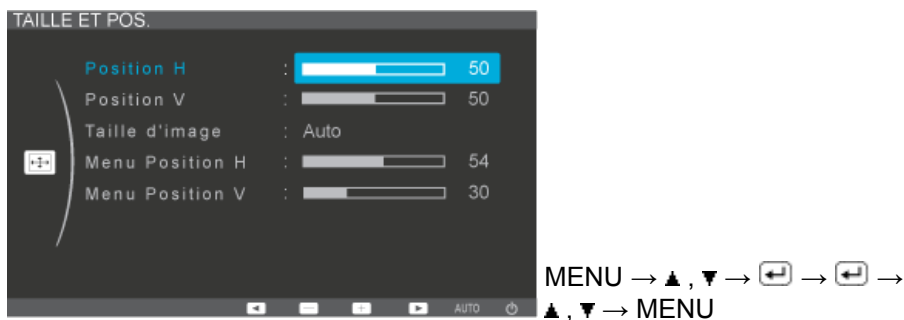 TAILLE ET POS.
Position H : 50
Position V : 50
Taille d'image : Auto
Menu Position H : 54
Menu Position V : 30
AUTO
MENU → ▲ , ▼ → ↵ → ↵ →
▲ , ▼ → MENU